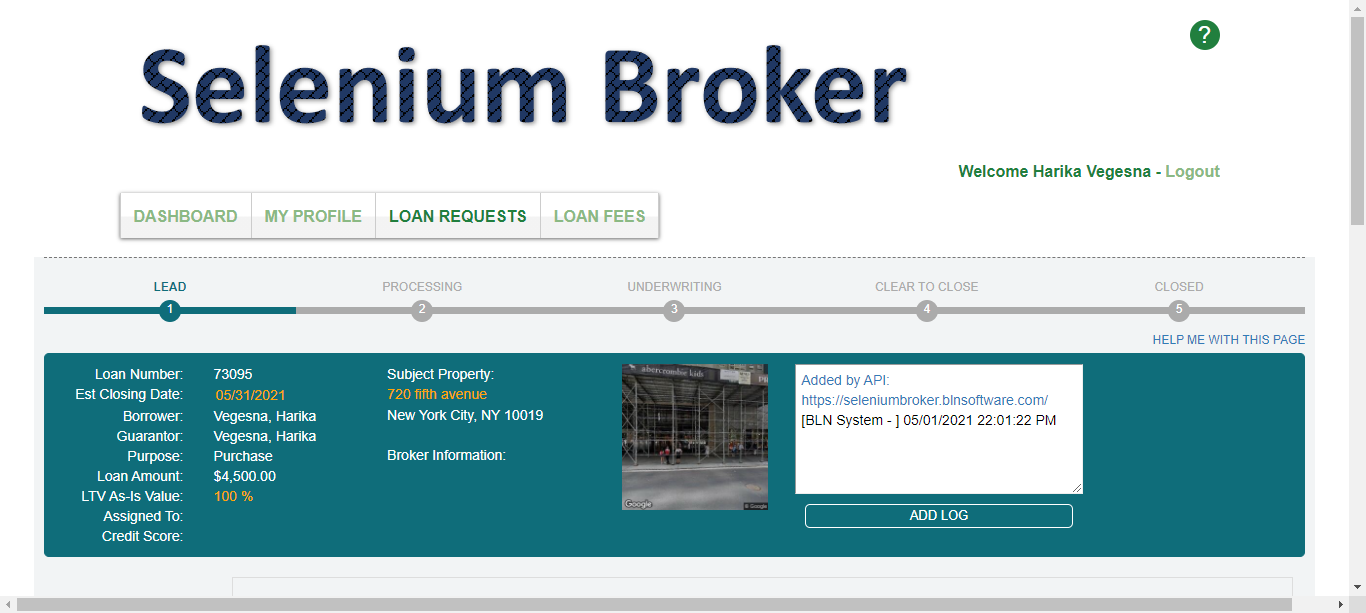 ?
Selenium Broker
Welcome Harika Vegesna - Logout
DASHBOARD MY PROFILE LOAN REQUESTS LOAN FEES
LEAD PROCESSING UNDERWRITING CLEAR TO CLOSE CLOSED
1 2 3 4 5
HELP ME WITH THIS PAGE
Loan Number: 73095
Est Closing Date: 05/31/2021
Borrower: Vegesna, Harika
Guarantor: Vegesna, Harika
Purpose: Purchase
Loan Amount: $4,500.00
LTV As-Is Value: 100 %
Assigned To:
Credit Score:
Subject Property:
720 fifth avenue
New York City, NY 10019
Broker Information:
abercrombie kids
Google
© Google
Added by API:
https://seleniumbroker.blnsoftware.com/
[BLN System - ] 05/01/2021 22:01:22 PM
ADD LOG